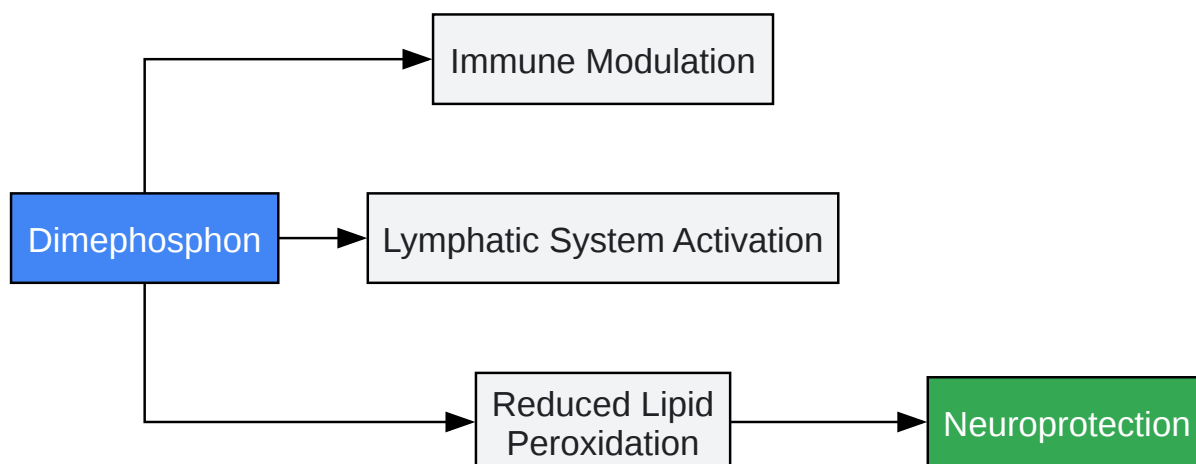 Immune Modulation
Dimephosphon
Lymphatic System Activation
Reduced Lipid
Peroxidation
Neuroprotection